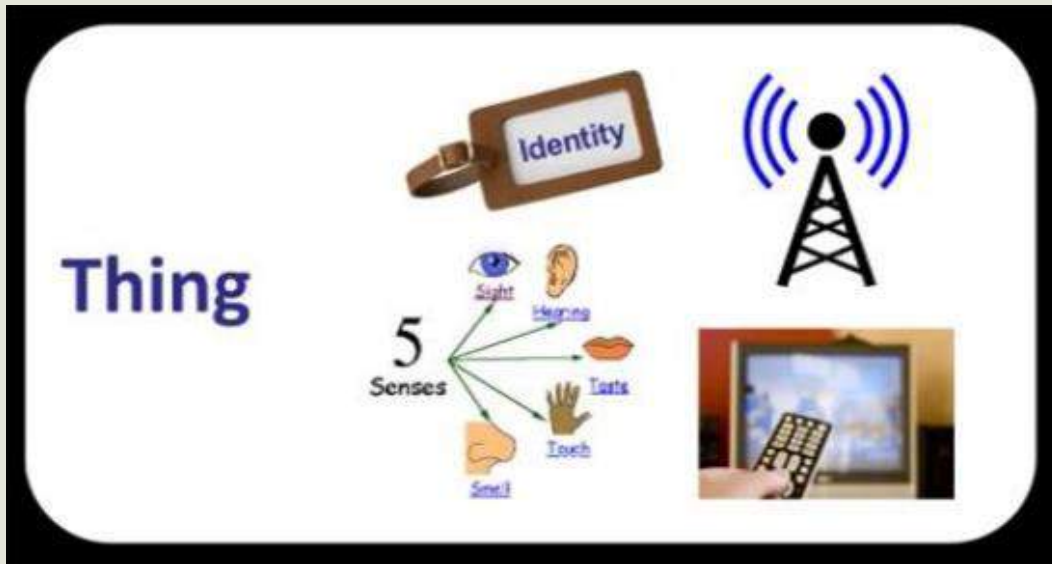 Identity
Thing
Sight
Hearing
5
Senses
Taste
Touch
Smell